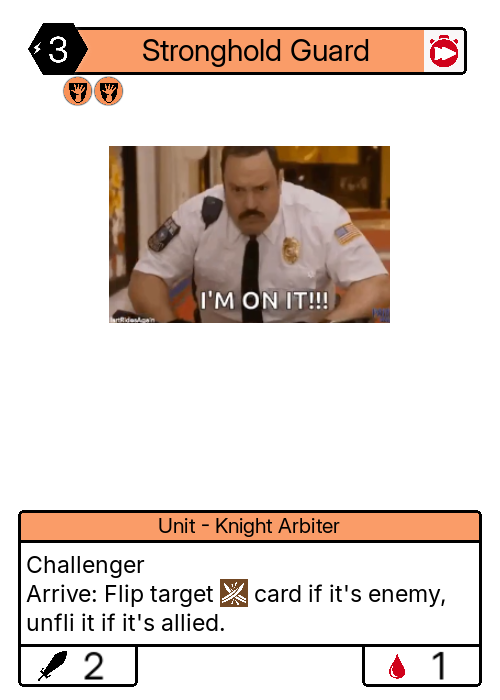 3
Stronghold Guard
I'M ON IT!!!
Unit - Knight Arbiter
Challenger
Arrive: Flip target card if it's enemy,
unfli it if it's allied.
2
1